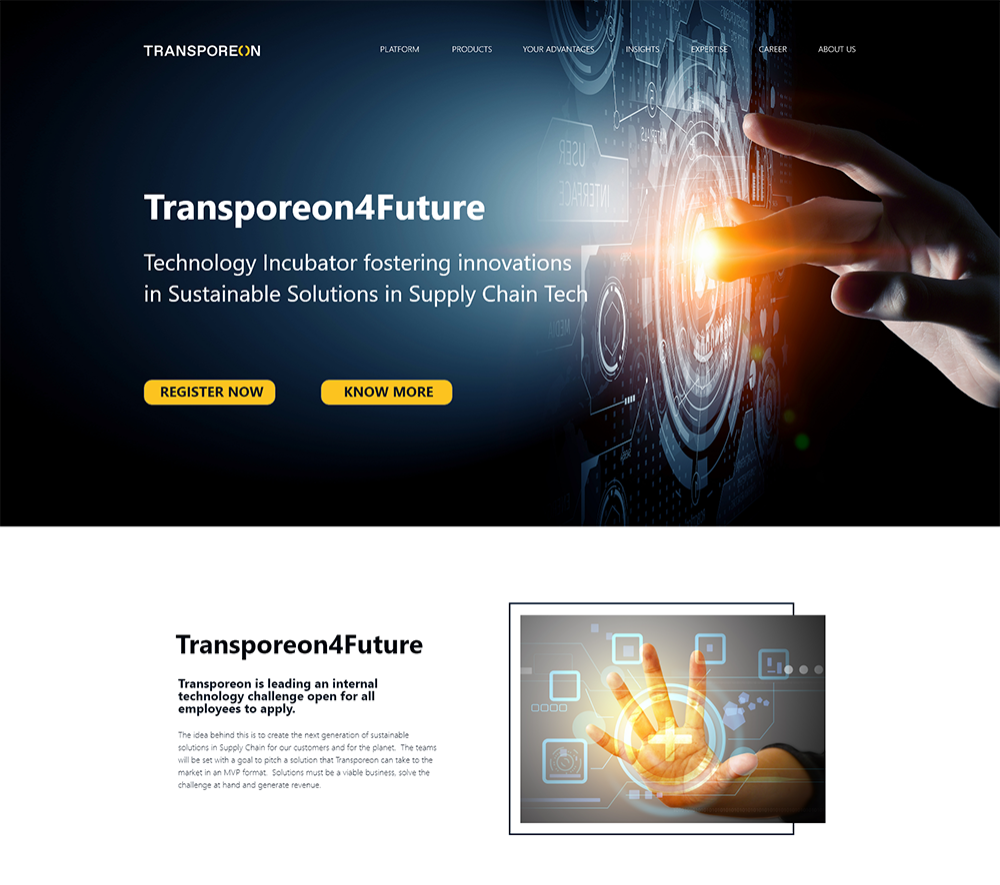 TRANSPOREON
PLATFORM PRODUCTS YOUR ADVANTAGES INSIGHTS EXPERTISE CAREER ABOUT US
USER
INTERFACE
Transporeon4Future
Technology Incubator fostering innovations
in Sustainable Solutions in Supply Chain Tech
REGISTER NOW KNOW MORE
Transporeon4Future
Transporeon is leading an internal
technology challenge open for all
employees to apply.
The idea behind this is to create the next generation of sustainable
solutions in Supply Chain for our customers and for the planet. The teams
will be set with a goal to pitch a solution that Transporeon can take to the
market in an MVP format. Solutions must be a viable business, solve the
challenge at hand and generate revenue.